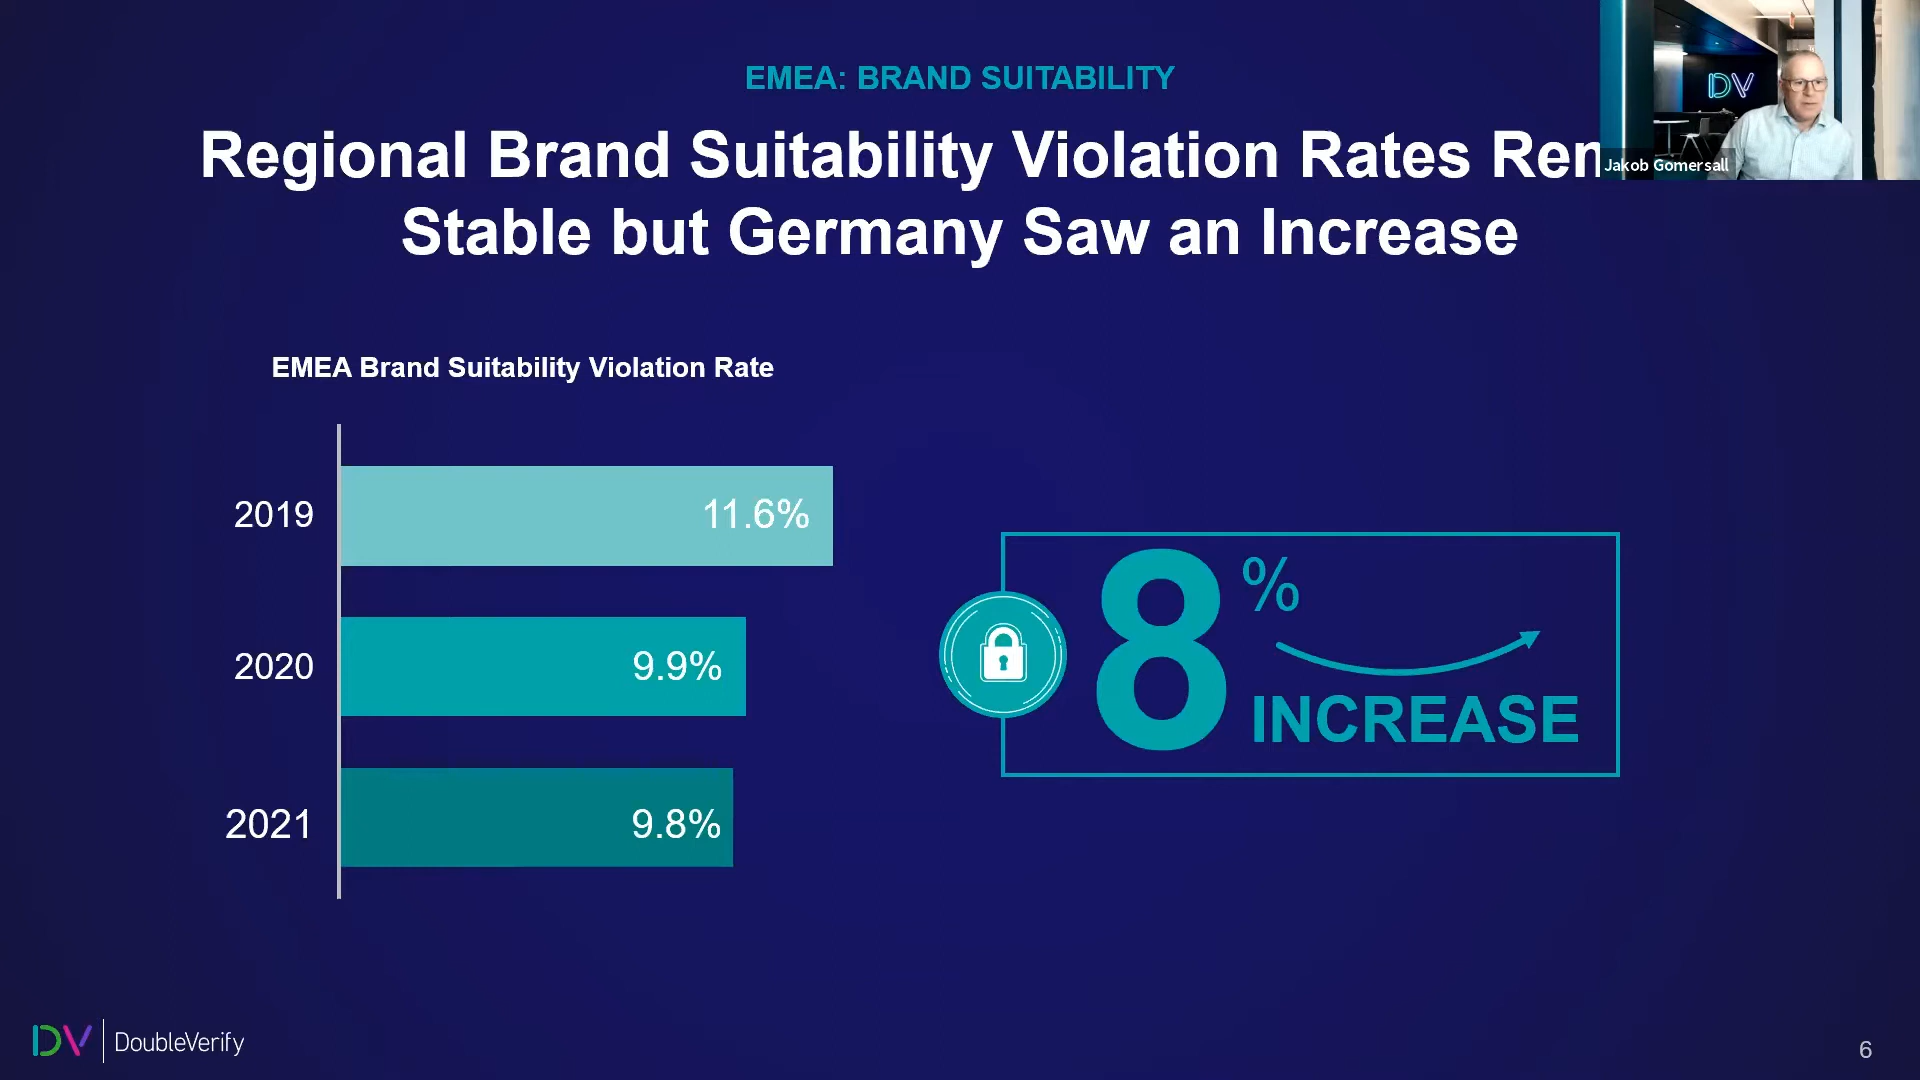 EMEA: BRAND SUITABILITY
Regional Brand Suitability Violation Rates
Stable but Germany Saw an Increase
DV
Jakob Gomersall
EMEA Brand Suitability Violation Rate
2019
11.6%
2020
9.9%
2021
9.8%
8%
INCREASE
DV DoubleVerify
6